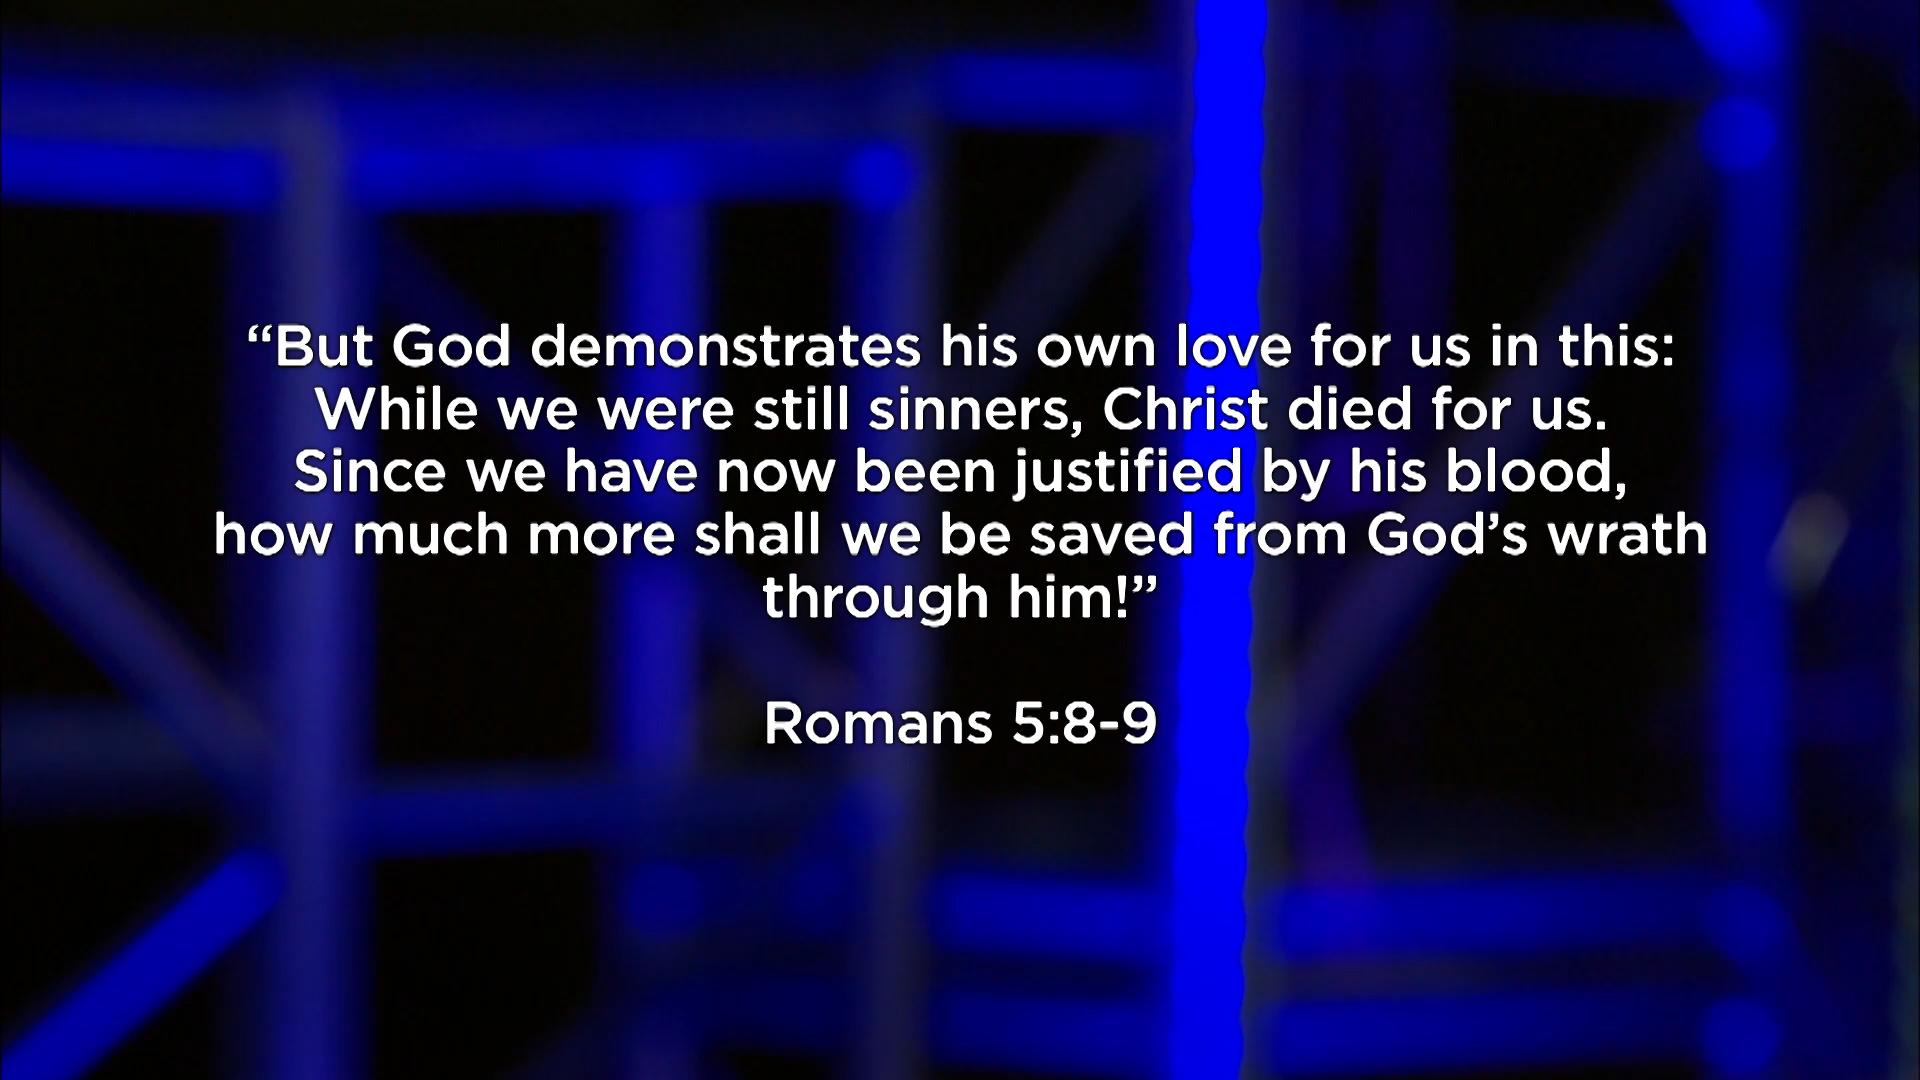 “But God demonstrates his own love for us in this:
While we were still sinners, Christ died for us.
Since we have now been justified by his blood,
how much more shall we be saved from God’s wrath
through him!”
Romans 5:8-9